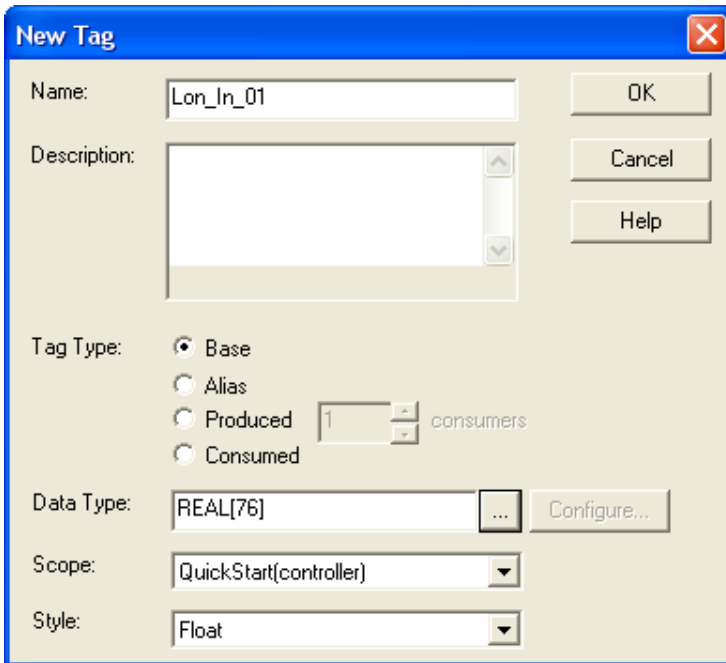 New Tag
Name: Lon_In_01 OK
Description: Cancel
Help
Tag Type: Base
Alias
Produced 1 consumers
Consumed
Data Type: REAL[76] ... Configure...
Scope: QuickStart(controller)
Style: Float